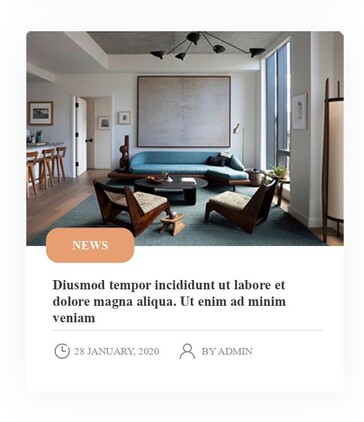 NEWS
Diusmod tempor incididunt ut labore et
dolore magna aliqua. Ut enim ad minim
veniam
28 JANUARY, 2020 BY ADMIN